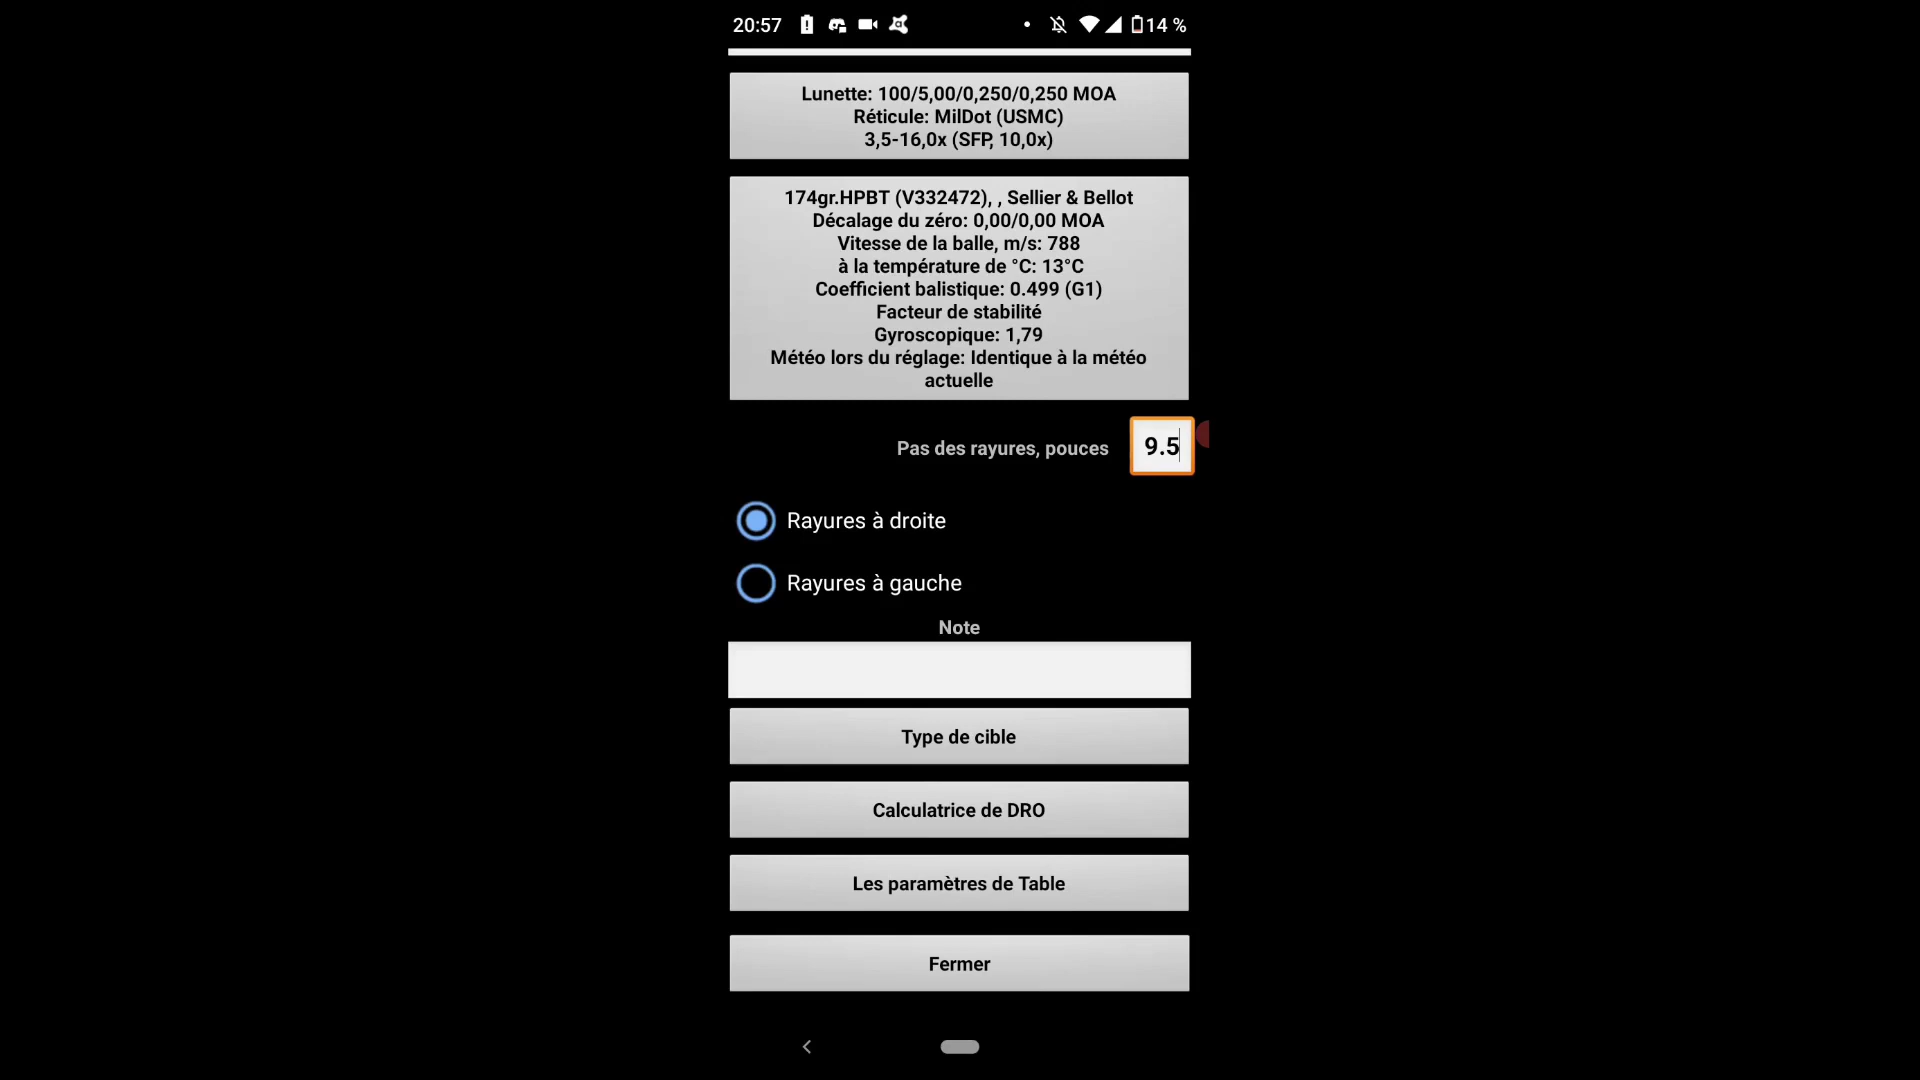 20:57
14 %
Lunette: 100/5,00/0,250/0,250 MOA
Réticule: MilDot (USMC)
3,5-16,0x (SFP, 10,0x)
174gr.HPBT (V332472), , Sellier & Bellot
Décalage du zéro: 0,00/0,00 MOA
Vitesse de la balle, m/s: 788
à la température de °C: 13°C
Coefficient balistique: 0.499 (G1)
Facteur de stabilité
Gyroscopique: 1,79
Météo lors du réglage: Identique à la météo
actuelle
Pas des rayures, pouces
9.5
Rayures à droite
Rayures à gauche
Note
Type de cible
Calculatrice de DRO
Les paramètres de Table
Fermer